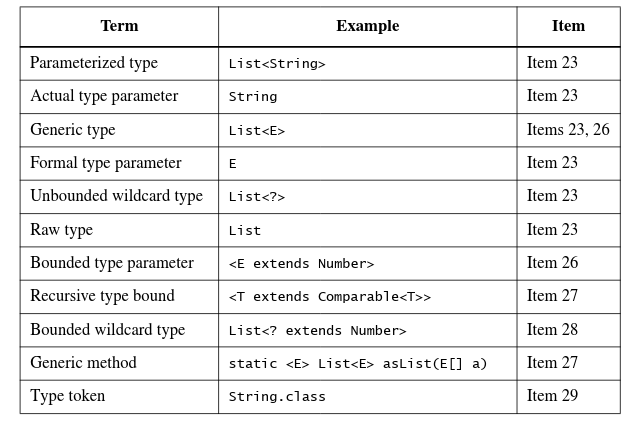 Term Example Item
Parameterized type List<String> Item 23
Actual type parameter String Item 23
Generic type List<E> Items 23, 26
Formal type parameter E Item 23
Unbounded wildcard type List<?> Item 23
Raw type List Item 23
Bounded type parameter <E extends Number> Item 26
Recursive type bound <T extends Comparable<T>> Item 27
Bounded wildcard type List<? extends Number> Item 28
Generic method static <E> List<E> asList(E[] a) Item 27
Type token String.class Item 29